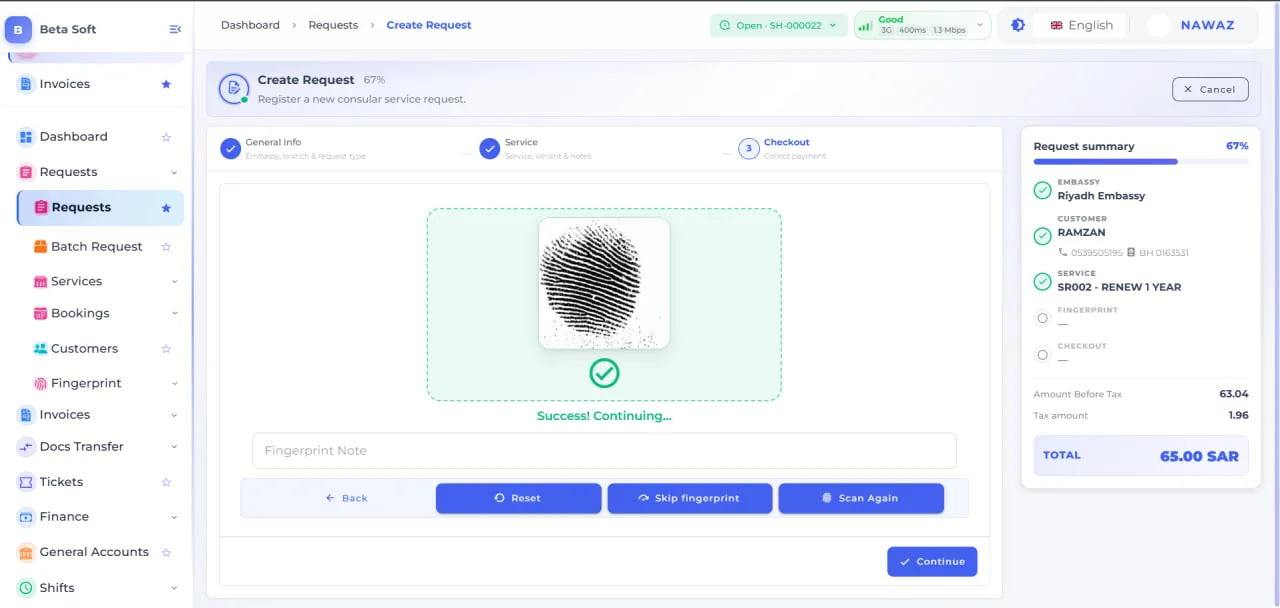 B Beta Soft
Invoices
Dashboard
Requests
Requests
Batch Request
Services
Bookings
Customers
Fingerprint
Invoices
Docs Transfer
Tickets
Finance
General Accounts
Shifts
Dashboard › Requests › Create Request
Open · SH-000022
Good
3G 400ms 1.3 Mbps
English
NAWAZ
Create Request 67%
Register a new consular service request.
Cancel
General Info
Embassy, branch & request type
Service
Service, variant & notes
3
Checkout
Collect payment
Success! Continuing...
Fingerprint Note
Back
Reset
Skip fingerprint
Scan Again
Continue
Request summary 67%
EMBASSY
Riyadh Embassy
CUSTOMER
RAMZAN
0539505195 BH 0163531
SERVICE
SR002 - RENEW 1 YEAR
FINGERPRINT
—
CHECKOUT
—
Amount Before Tax 63.04
Tax amount 1.96
TOTAL 65.00 SAR